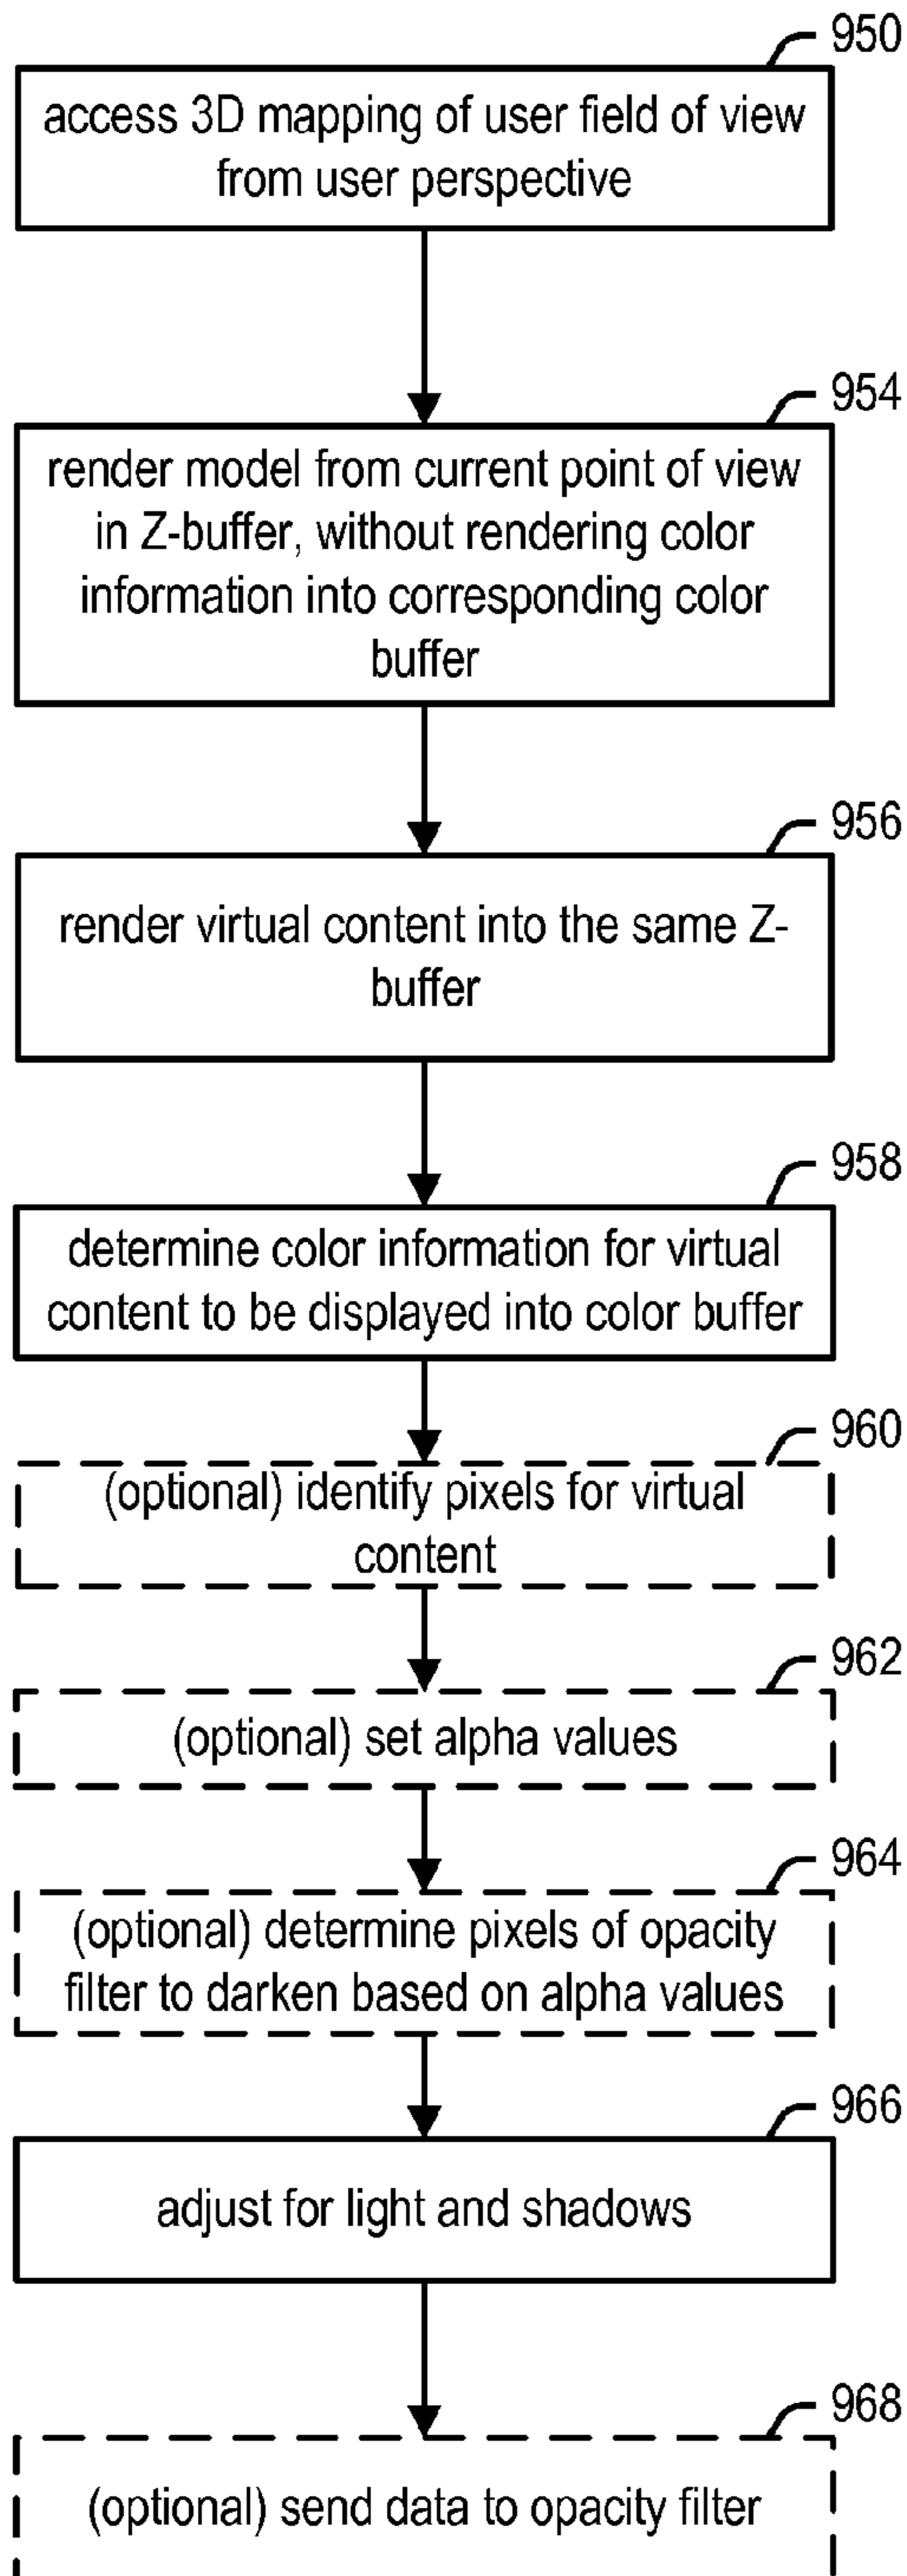 950
access 3D mapping of user field of view
from user perspective
954
render model from current point of view
in Z-buffer, without rendering color
information into corresponding color
buffer
956
render virtual content into the same Z-
buffer
958
determine color information for virtual
content to be displayed into color buffer
960
(optional) identify pixels for virtual
content
962
(optional) set alpha values
964
(optional) determine pixels of opacity
filter to darken based on alpha values
966
adjust for light and shadows
968
(optional) send data to opacity filter